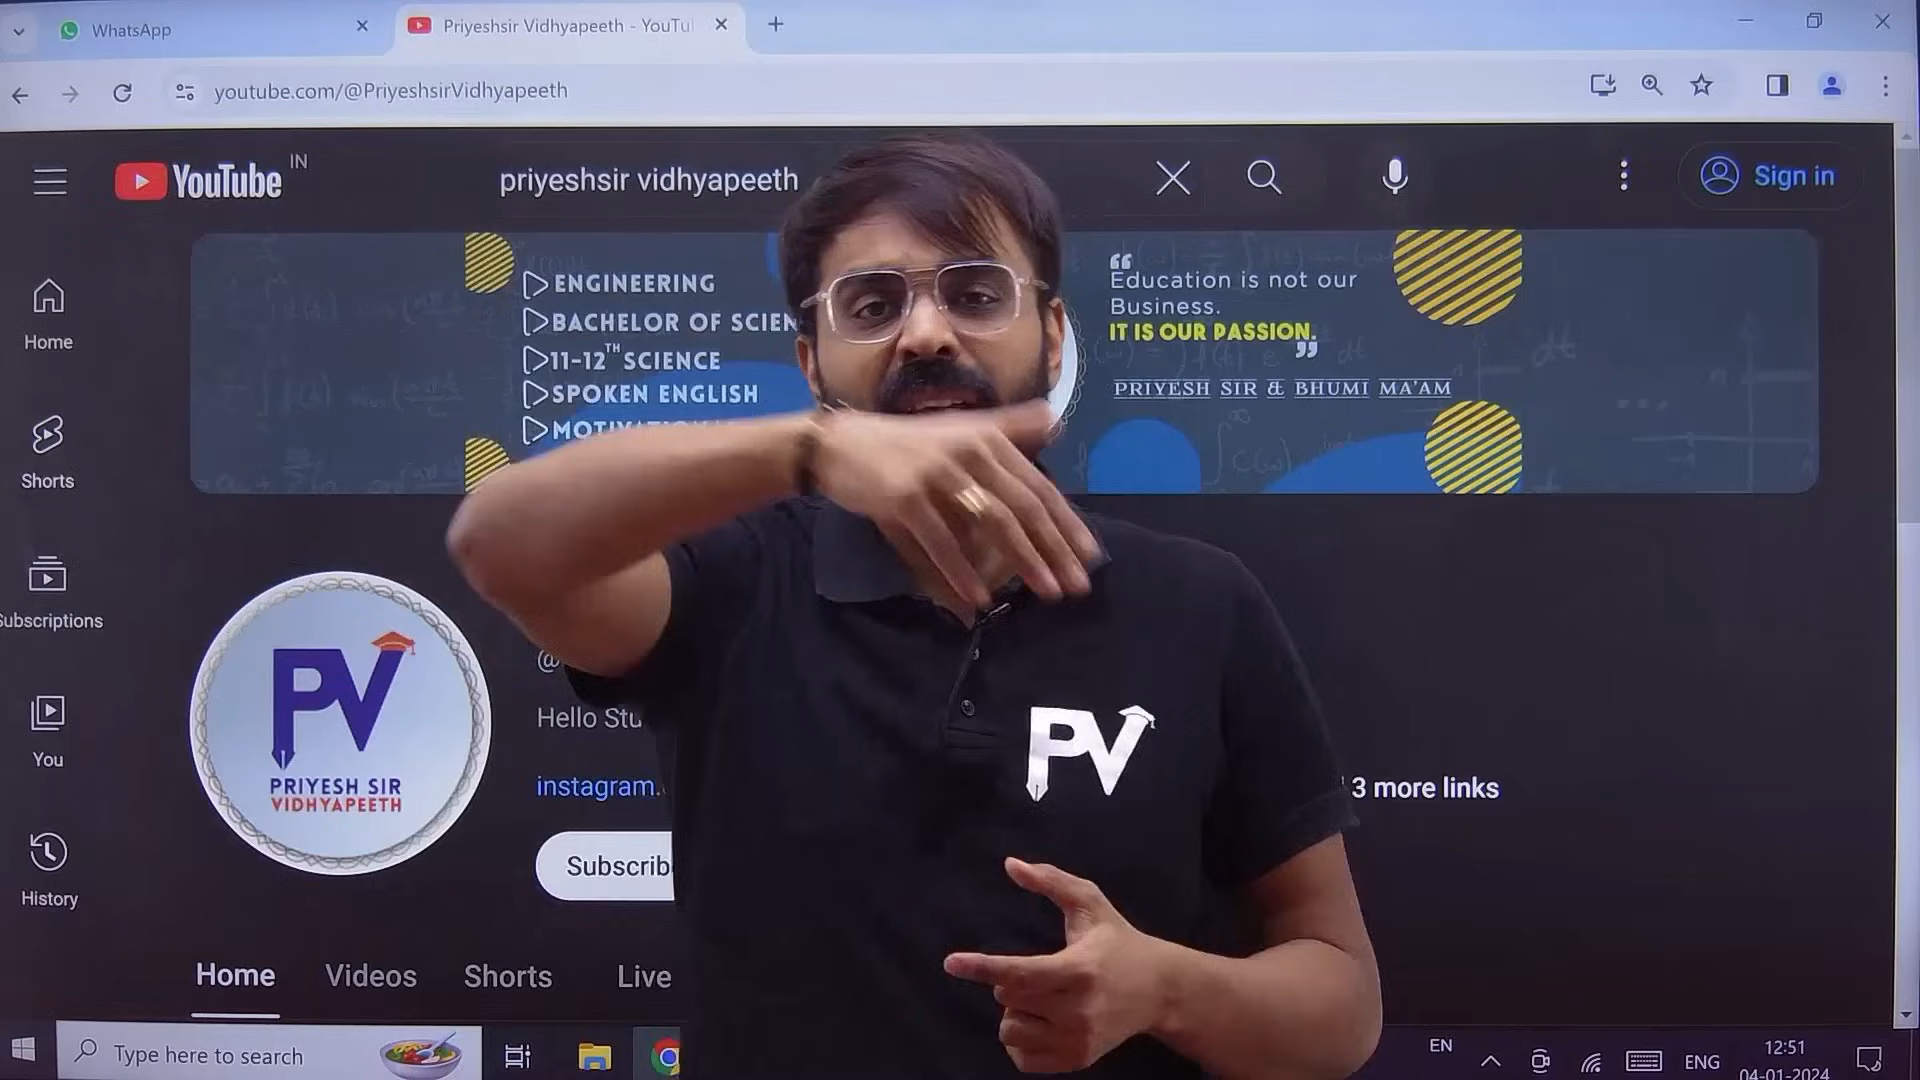 WhatsApp
Priyeshsir Vidhyapeeth - YouTu
youtube.com/@PriyeshsirVidhyapeeth
YouTube IN
priyeshsir vidhyapeeth
Sign in
Home
Shorts
Subscriptions
You
History
ENGINEERING
BACHELOR OF SCIEN
11-12TH SCIENCE
SPOKEN ENGLISH
“Education is not our
Business.
IT IS OUR PASSION.”
PRIYESH SIR & BHUMI MA'AM
PV
PRIYESH SIR
VIDHYAPEETH
@
Hello Stu
instagram.
3 more links
Subscrib
PV
Home Videos Shorts Live
Type here to search
EN
ENG
12:51
04-01-2024